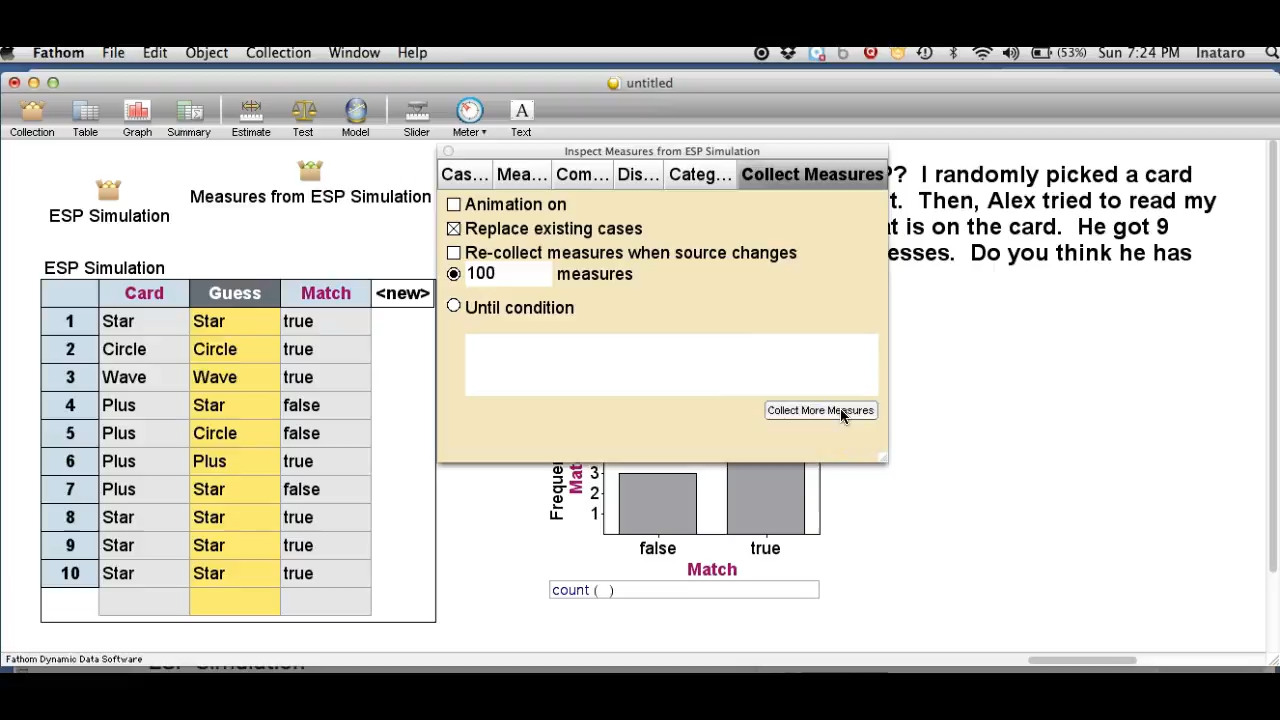 Fathom File Edit Object Collection Window Help (53%) Sun 7:24 PM Inataro
untitled
Collection Table Graph Summary Estimate Test Model Slider Meter Text
A
Inspect Measures from ESP Simulation
Cas... Mea... Com... Dis... Categ... Collect Measures
Animation on
Replace existing cases
Re-collect measures when source changes
100 measures
Until condition
Collect More Measures
ESP Simulation
Measures from ESP Simulation
? I randomly picked a card
t. Then, Alex tried to read my
at is on the card. He got 9
esses. Do you think he has
ESP Simulation
Card Guess Match <new>
1 Star Star true
2 Circle Circle true
3 Wave Wave true
4 Plus Star false
5 Plus Circle false
6 Plus Plus true
7 Plus Star false
8 Star Star true
9 Star Star true
10 Star Star true
3
2
1
Frequen
Match
false true
Match
count ( )
Fathom Dynamic Data Software